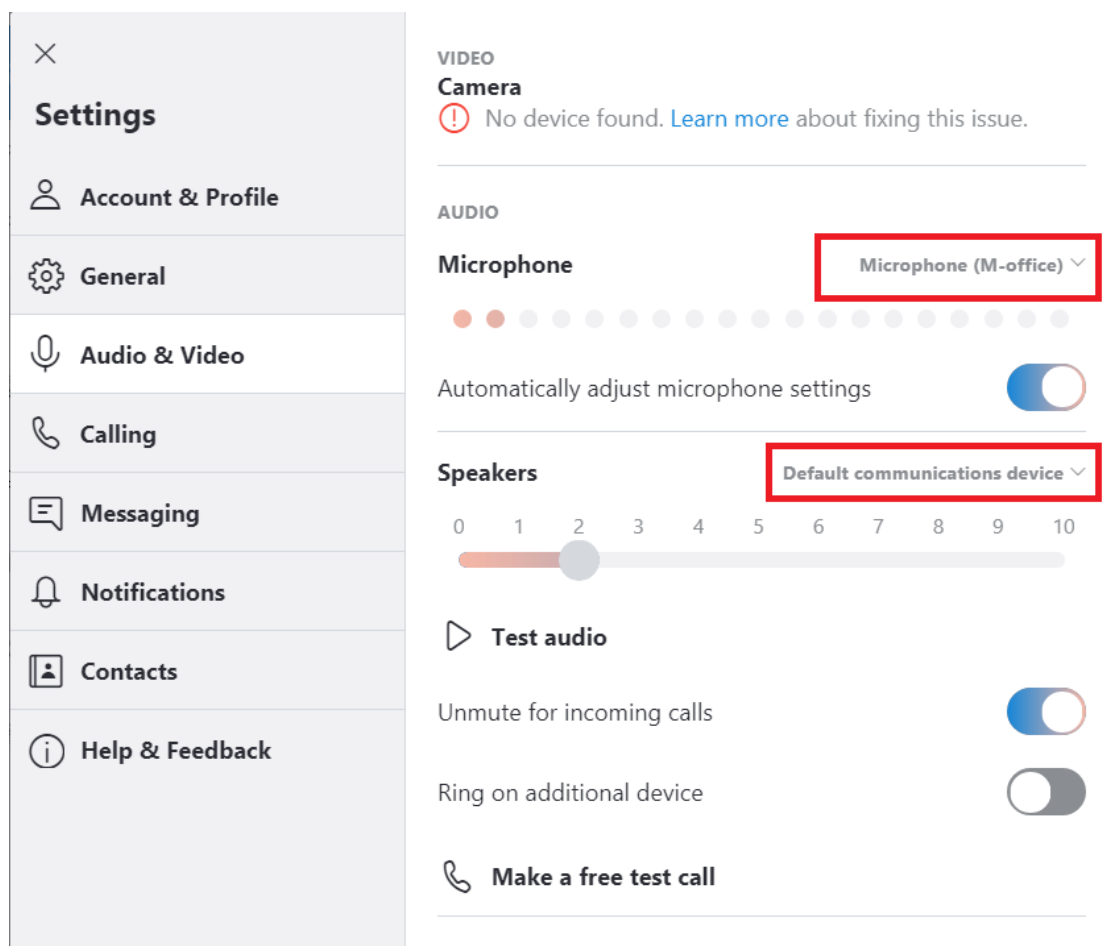 Settings
Account & Profile
General
Audio & Video
Calling
Messaging
Notifications
Contacts
Help & Feedback
VIDEO
Camera
No device found. Learn more about fixing this issue.
AUDIO
Microphone Microphone (M-office)
Automatically adjust microphone settings
Speakers Default communications device
0 1 2 3 4 5 6 7 8 9 10
Test audio
Unmute for incoming calls
Ring on additional device
Make a free test call